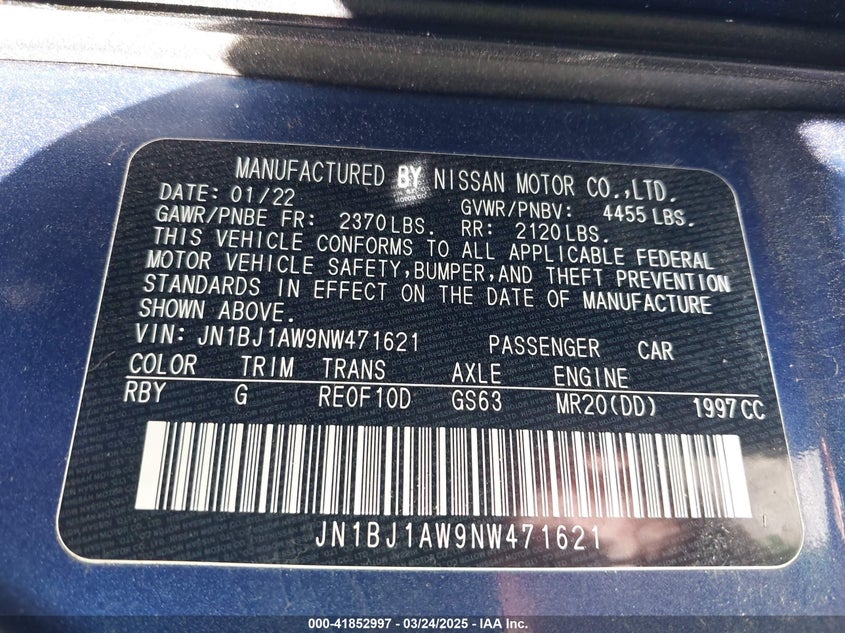 MANUFACTURED BY NISSAN MOTOR CO.,LTD.
DATE: 01/22 GVWR/PNBV: 4455 LBS.
GAWR/PNBE FR: 2370LBS. RR: 2120LBS.
THIS VEHICLE CONFORMS TO ALL APPLICABLE FEDERAL
MOTOR VEHICLE SAFETY,BUMPER,AND THEFT PREVENTION
STANDARDS IN EFFECT ON THE DATE OF MANUFACTURE
SHOWN ABOVE.
VIN: JN1BJ1AW9NW471621 PASSENGER CAR
COLOR TRIM TRANS AXLE ENGINE
RBY G RE0F10D GS63 MR20(DD) 1997CC
JN1BJ1AW9NW471621
000-41852997 - 03/24/2025 - IAA Inc.